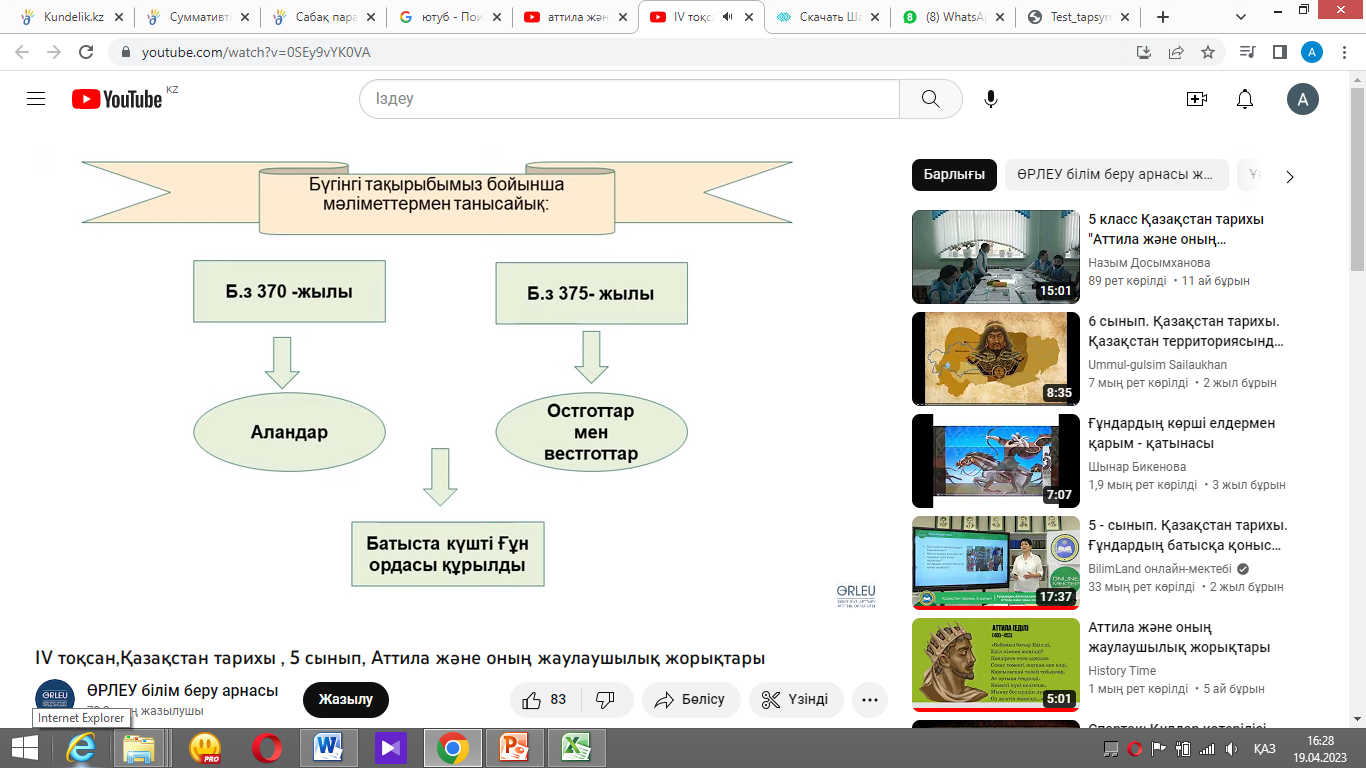 Kundelik.kz
Суммативт
Сабақ пара
ютуб - Пои
аттила жән
IV тоқса
Скачать Ша
(8) WhatsA
Test_tapsyr
youtube.com/watch?v=0SEy9vYK0VA
A
YouTube KZ
Іздеу
A
Бүгінгі тақырыбымыз бойынша
мәліметтермен танысайық:
Б.з 370 -жылы
Б.з 375- жылы
Аландар
Остготтар
мен
вестготтар
Батыста күшті Ғұн
ордасы құрылды
ӨRLEU
IV тоқсан,Қазақстан тарихы , 5 сынып, Аттила және оның жаулаушылық жорықтары
ӨРЛЕУ білім беру арнасы
Жазылу
83
Бөлісу
Үзінді
Internet Explorer
Барлығы
ӨРЛЕУ білім беру арнасы ж...
5 класс Қазақстан тарихы
"Аттила және оның...
Назым Досымханова
89 рет көрілді • 11 ай бұрын
15:01
6 сынып. Қазақстан тарихы.
Қазақстан территориясынд...
Ummul-gulsim Sailaukhan
7 мың рет көрілді • 2 жыл бұрын
8:35
Ғұндардың көрші елдермен
қарым - қатынасы
Шынар Бикенова
1,9 мың рет көрілді • 3 жыл бұрын
7:07
5 - сынып. Қазақстан тарихы.
Ғұндардың батысқа қоныс...
BilimLand онлайн-мектебі
33 мың рет көрілді • 2 жыл бұрын
17:37
Аттила және оның
жаулаушылық жорықтары
History Time
1 мың рет көрілді • 5 ай бұрын
АТТИЛА (ЕДІЛ)
(400-453)
5:01
PRO
ҚАЗ
16:28
19.04.2023